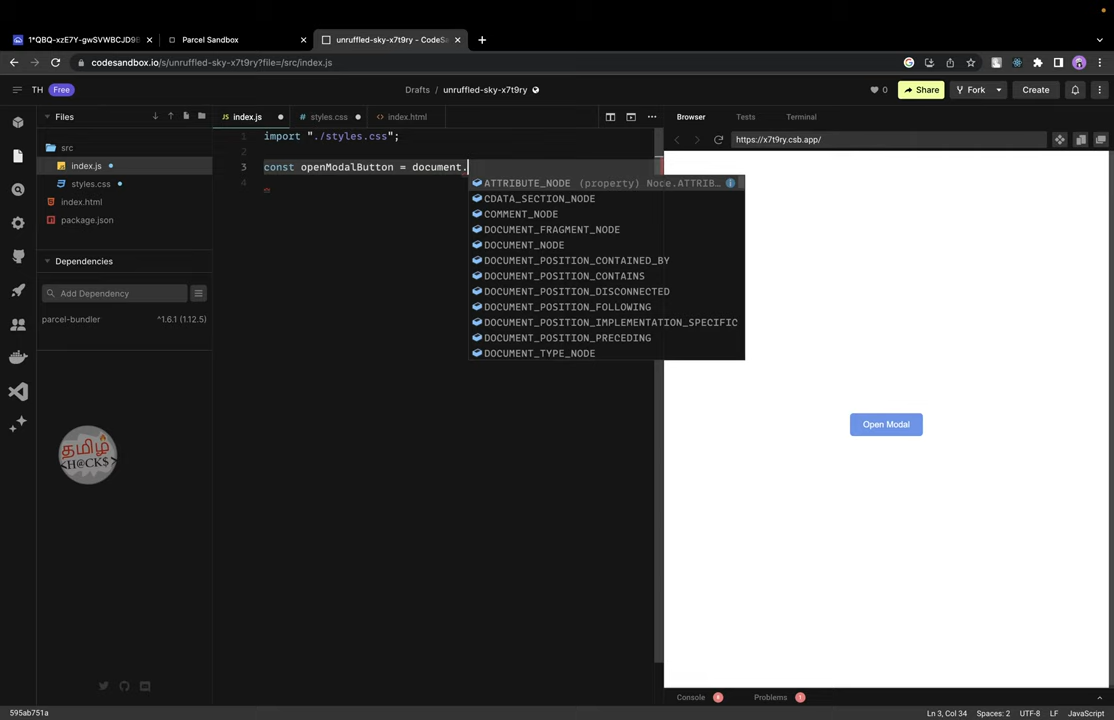 1*QBQ-xzE7Y-gwSVWBCJD9E
Parcel Sandbox
unruffled-sky-x7t9ry - CodeSa
codesandbox.io/s/unruffled-sky-x7t9ry?file=/src/index.js
TH Free
Drafts / unruffled-sky-x7t9ry
0
Share
Fork
Create
Files
src
index.js
styles.css
index.html
package.json
Dependencies
Add Dependency
parcel-bundler ^1.6.1 (1.12.5)
தமிழ்
<H@CK$>
JS index.js
# styles.css
<> index.html
1 import "./styles.css";
2
3 const openModalButton = document.
4
ATTRIBUTE_NODE (property) Node.ATTRIB…
CDATA_SECTION_NODE
COMMENT_NODE
DOCUMENT_FRAGMENT_NODE
DOCUMENT_NODE
DOCUMENT_POSITION_CONTAINED_BY
DOCUMENT_POSITION_CONTAINS
DOCUMENT_POSITION_DISCONNECTED
DOCUMENT_POSITION_FOLLOWING
DOCUMENT_POSITION_IMPLEMENTATION_SPECIFIC
DOCUMENT_POSITION_PRECEDING
DOCUMENT_TYPE_NODE
Browser
Tests
Terminal
https://x7t9ry.csb.app/
Open Modal
Console
Problems 1
595ab751a
Ln 3, Col 34 Spaces: 2 UTF-8 LF JavaScript